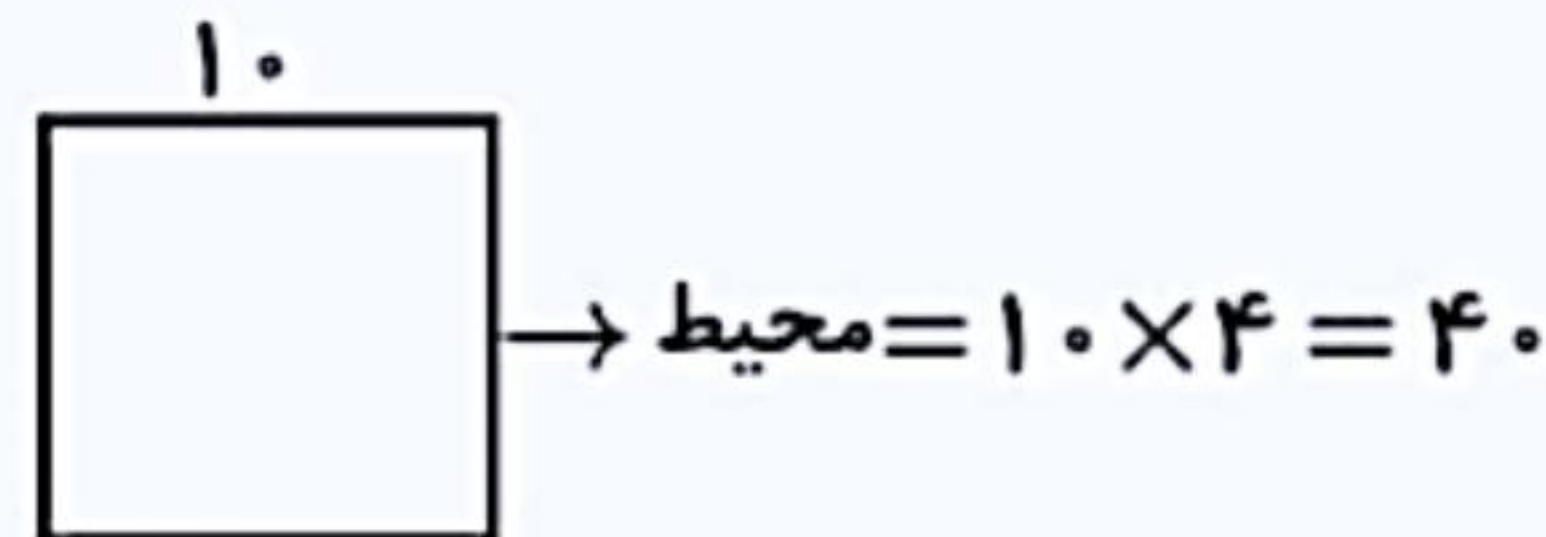 ۱۰
محیط = ۱۰ × ۴ = ۴۰